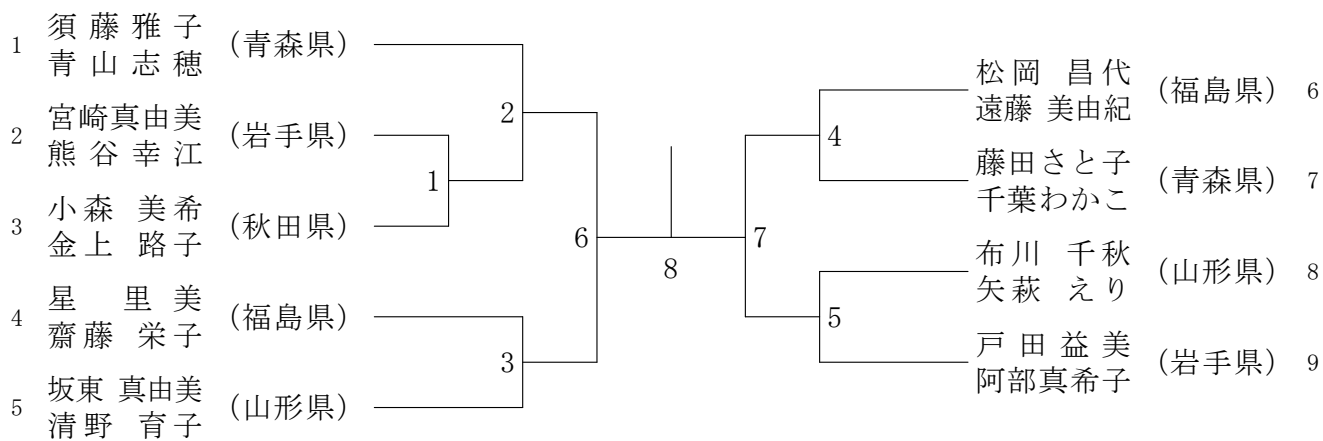 1 須藤雅子 (青森県)
青山志穂
2 宮崎真由美 (岩手県)
熊谷幸江
3 小森 美希 (秋田県)
金上 路子
4 星 里美 (福島県)
齋藤 栄子
5 坂東 真由美 (山形県)
清野 育子
2
1
6
3
8
7
4
5
松岡 昌代 (福島県) 6
遠藤 美由紀
藤田さと子 (青森県) 7
千葉わかこ
布川 千秋 (山形県) 8
矢萩 えり
戸田益美 (岩手県) 9
阿部真希子